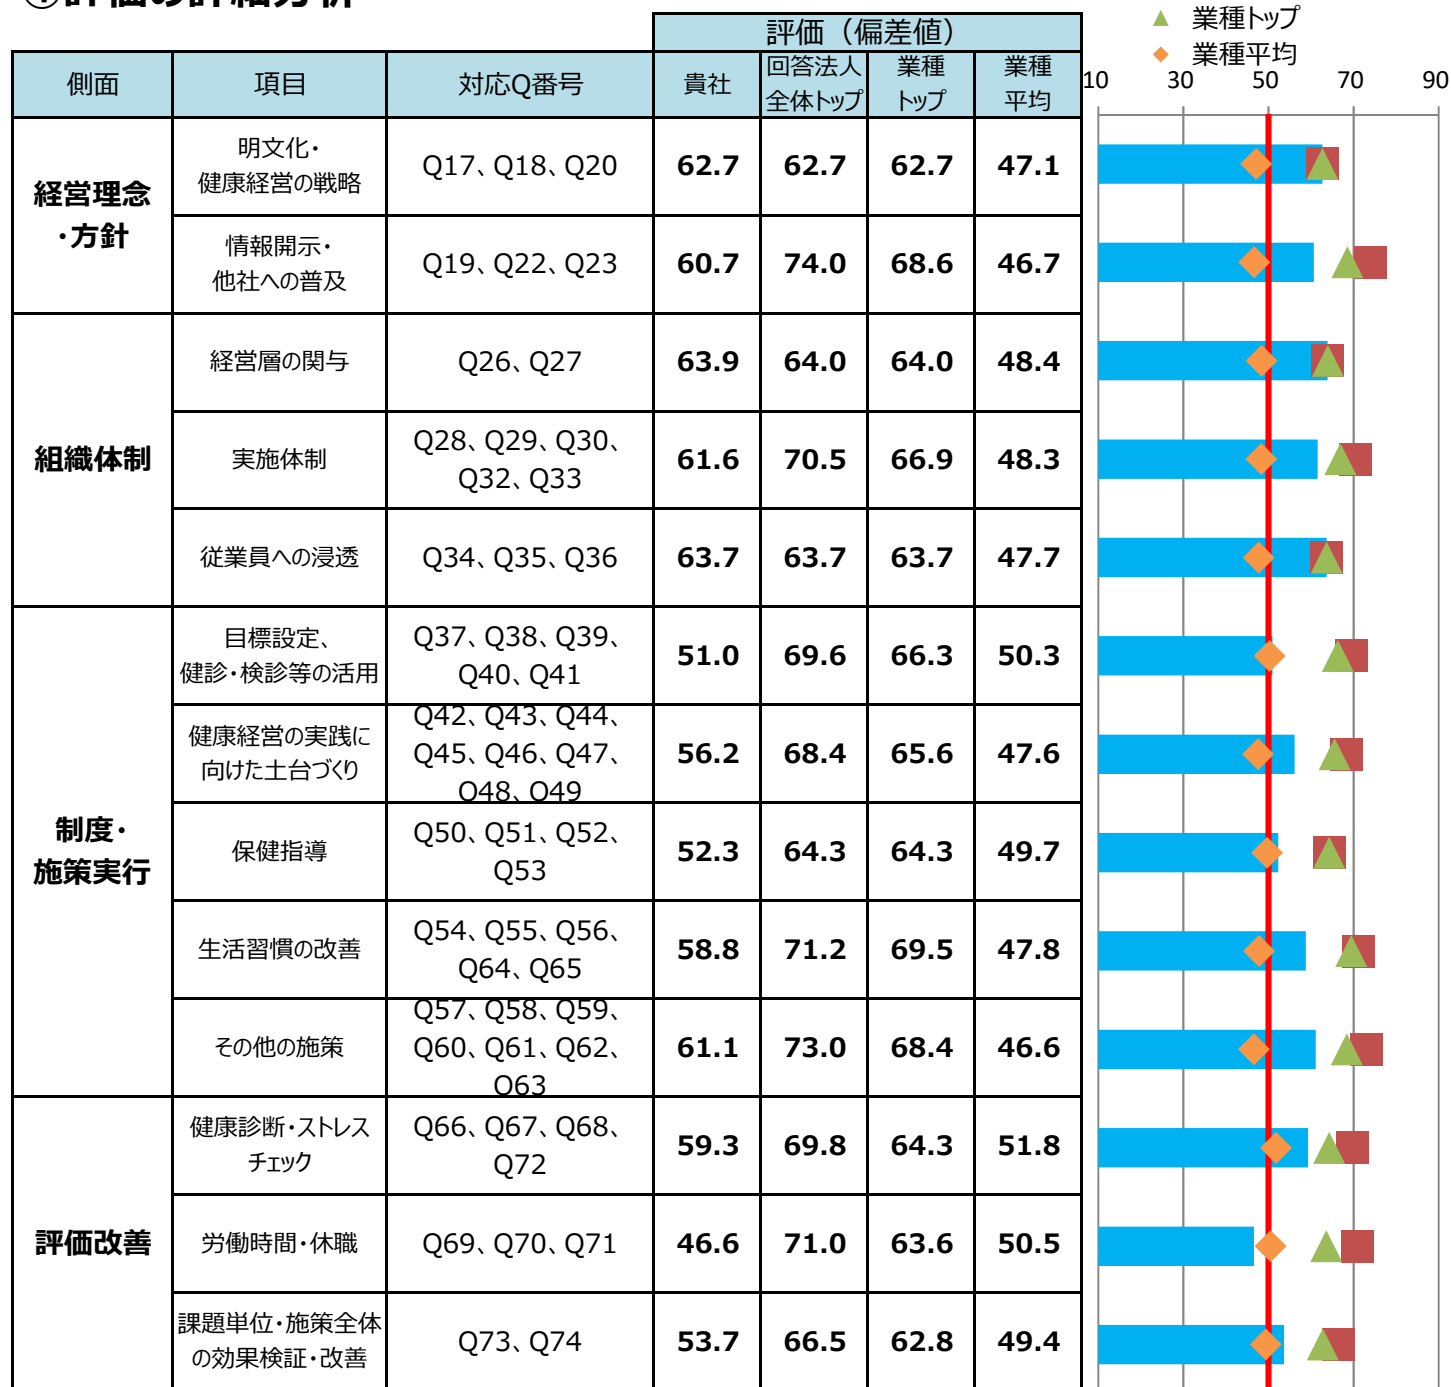 ①評価の詳細分析
▲ 業種トップ
◆ 業種平均
評価（偏差値）
側面 項目 対応Q番号 貴社 回答法人 業種 業種
全体トップ トップ 平均
10 30 50 70 90
経営理念
・方針
明文化・
健康経営の戦略
Q17、Q18、Q20 62.7 62.7 62.7 47.1
情報開示・
他社への普及
Q19、Q22、Q23 60.7 74.0 68.6 46.7
組織体制
経営層の関与 Q26、Q27 63.9 64.0 64.0 48.4
実施体制
Q28、Q29、Q30、
Q32、Q33
61.6 70.5 66.9 48.3
従業員への浸透 Q34、Q35、Q36 63.7 63.7 63.7 47.7
制度・
施策実行
目標設定、
健診・検診等の活用
Q37、Q38、Q39、
Q40、Q41
51.0 69.6 66.3 50.3
健康経営の実践に
向けた土台づくり
Q42、Q43、Q44、
Q45、Q46、Q47、
Q48、Q49
56.2 68.4 65.6 47.6
保健指導
Q50、Q51、Q52、
Q53
52.3 64.3 64.3 49.7
生活習慣の改善
Q54、Q55、Q56、
Q64、Q65
58.8 71.2 69.5 47.8
その他の施策
Q57、Q58、Q59、
Q60、Q61、Q62、
Q63
61.1 73.0 68.4 46.6
評価改善
健康診断・ストレス
チェック
Q66、Q67、Q68、
Q72
59.3 69.8 64.3 51.8
労働時間・休職 Q69、Q70、Q71 46.6 71.0 63.6 50.5
課題単位・施策全体
の効果検証・改善
Q73、Q74 53.7 66.5 62.8 49.4